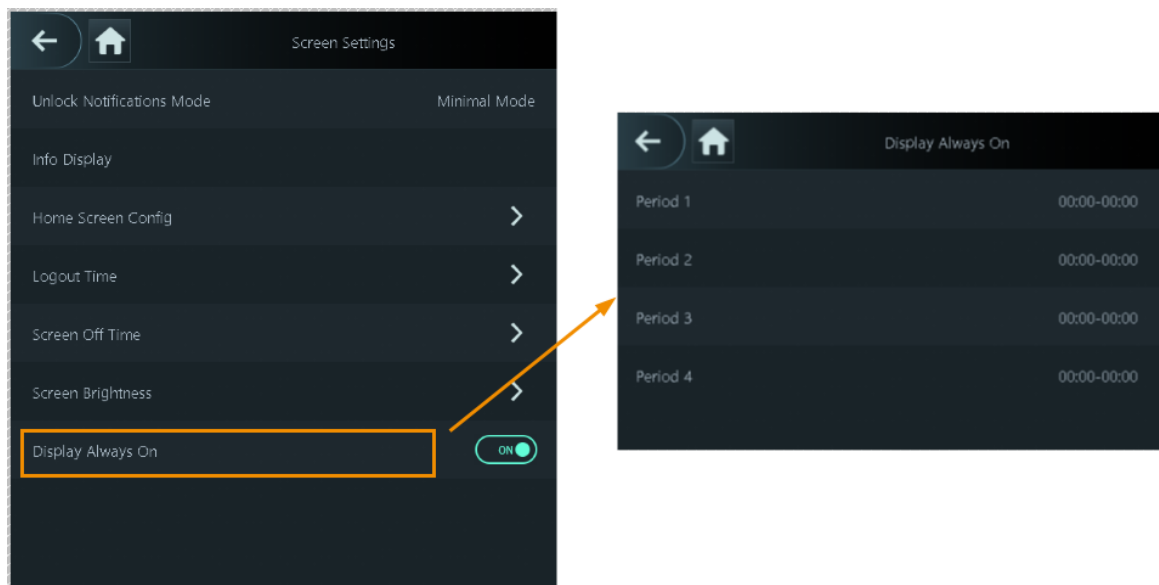 Screen Settings
Unlock Notifications Mode Minimal Mode
Info Display
Home Screen Config
Logout Time
Screen Off Time
Screen Brightness
Display Always On ON
Display Always On
Period 1 00:00-00:00
Period 2 00:00-00:00
Period 3 00:00-00:00
Period 4 00:00-00:00